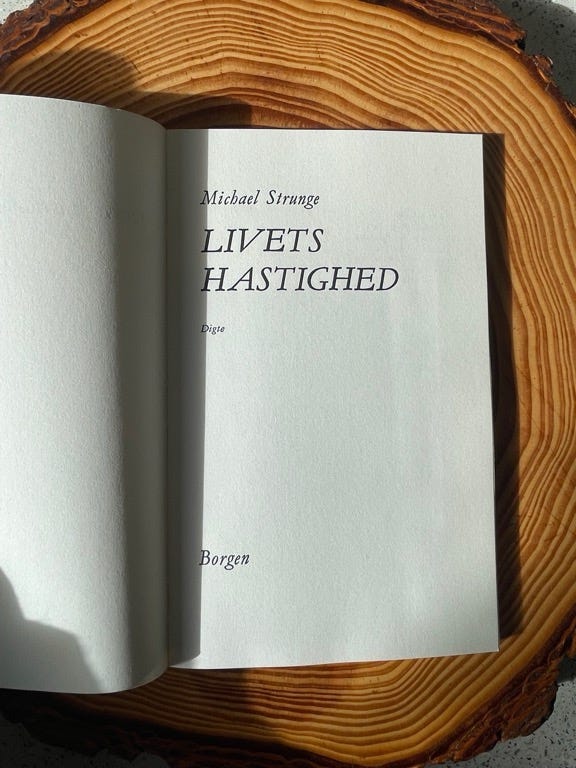 Michael Strunge
LIVETS
HASTIGHED
Digte
Borgen